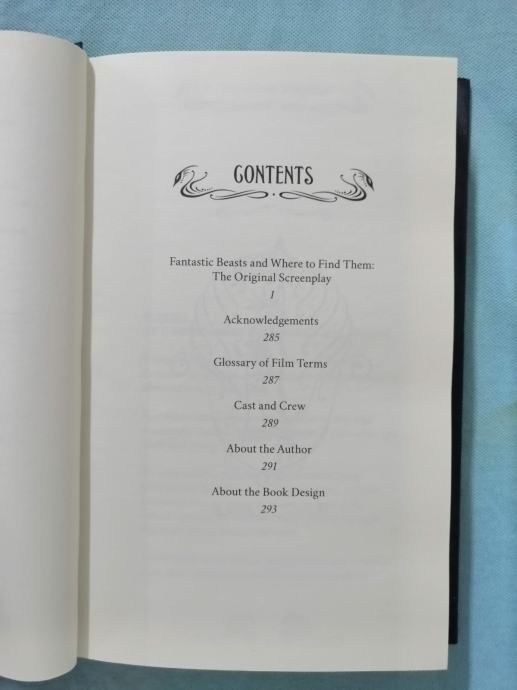 CONTENTS
Fantastic Beasts and Where to Find Them:
The Original Screenplay
1
Acknowledgements
285
Glossary of Film Terms
287
Cast and Crew
289
About the Author
291
About the Book Design
293